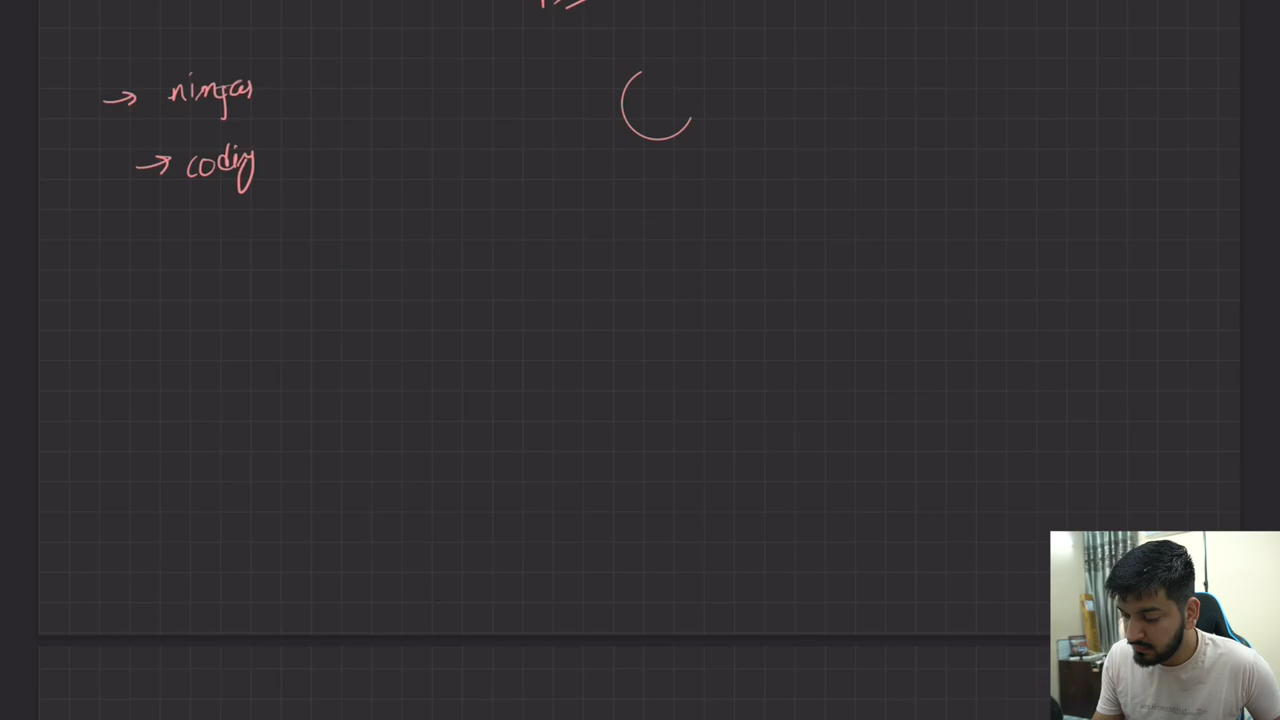 → ninjas
→ coding